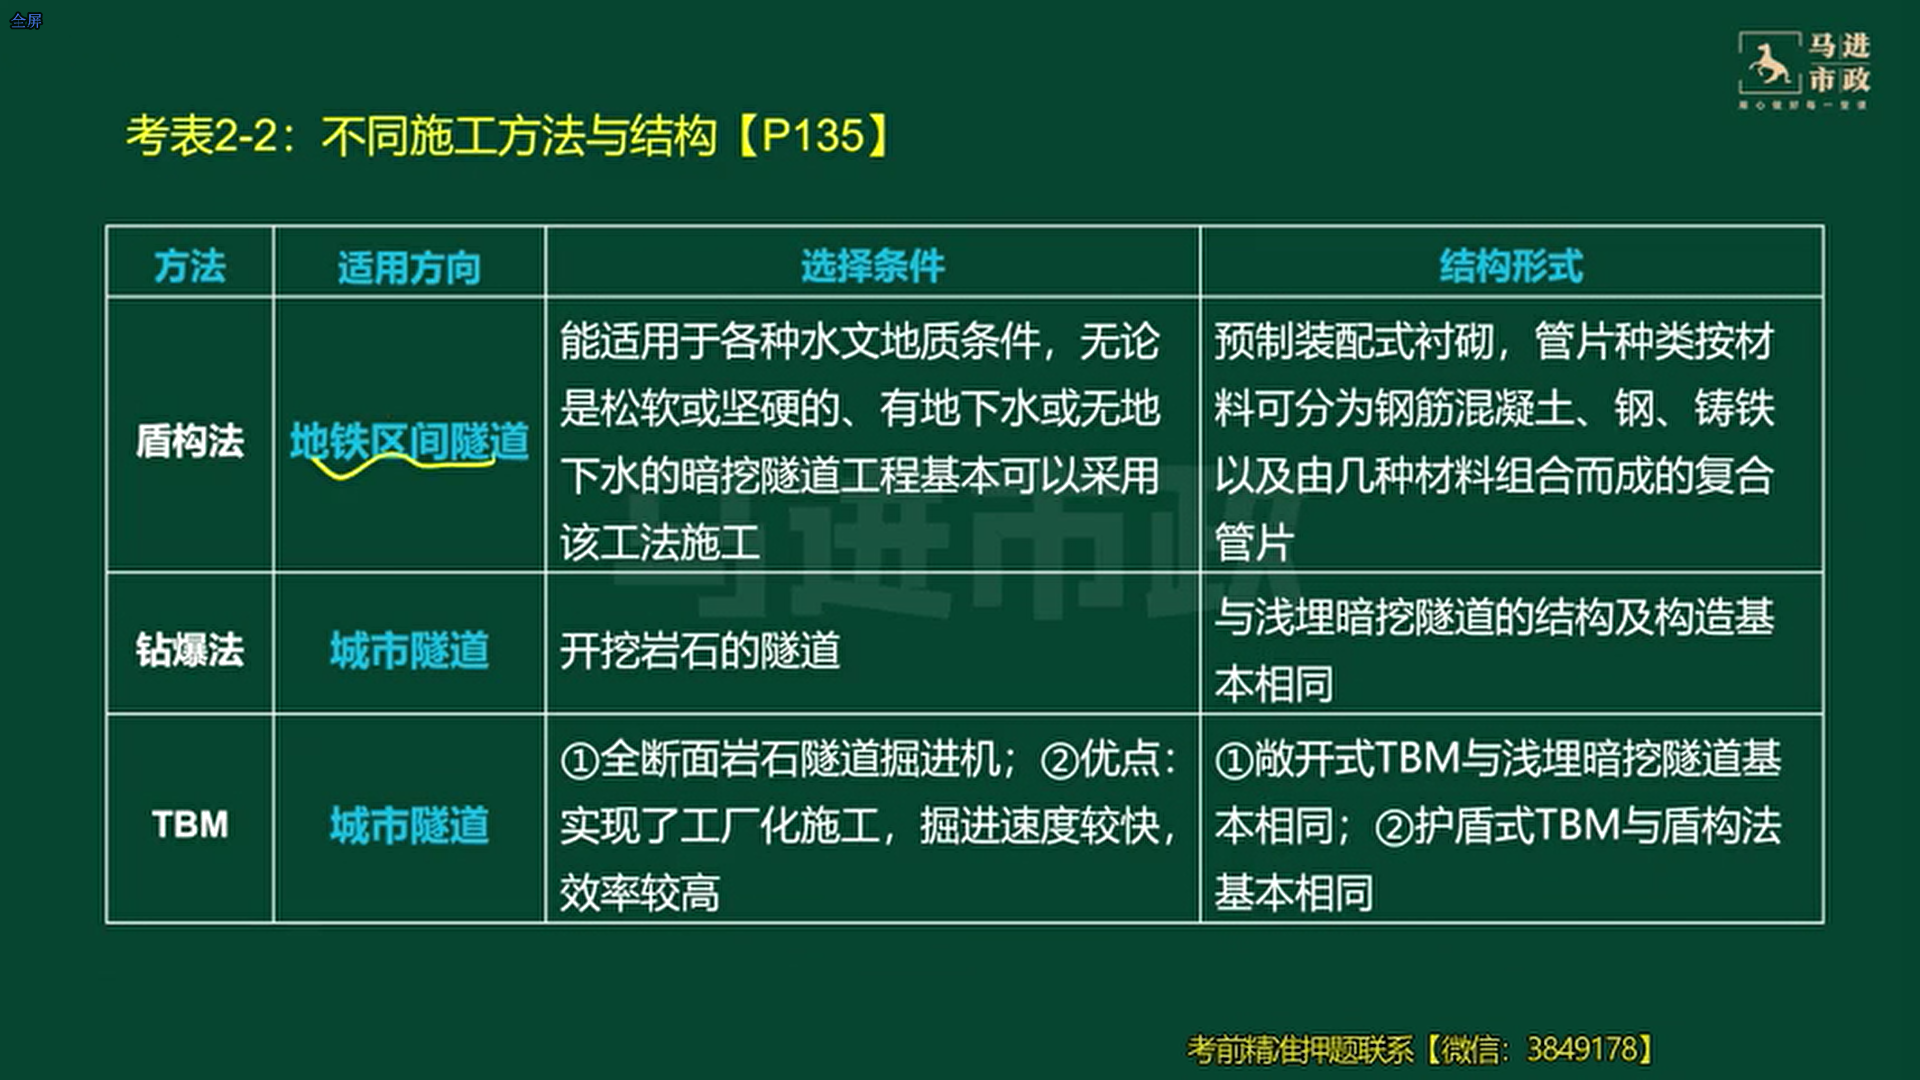 全屏
马进
市政
用心做好每一堂课
考表2-2：不同施工方法与结构【P135】
方法
适用方向
选择条件
结构形式
盾构法
地铁区间隧道
能适用于各种水文地质条件，无论
是松软或坚硬的、有地下水或无地
下水的暗挖隧道工程基本可以采用
该工法施工
预制装配式衬砌，管片种类按材
料可分为钢筋混凝土、钢、铸铁
以及由几种材料组合而成的复合
管片
钻爆法
城市隧道
开挖岩石的隧道
与浅埋暗挖隧道的结构及构造基
本相同
TBM
城市隧道
①全断面岩石隧道掘进机；②优点：
实现了工厂化施工，掘进速度较快，
效率较高
①敞开式TBM与浅埋暗挖隧道基
本相同；②护盾式TBM与盾构法
基本相同
马进市政
考前精准押题联系【微信：3849178】